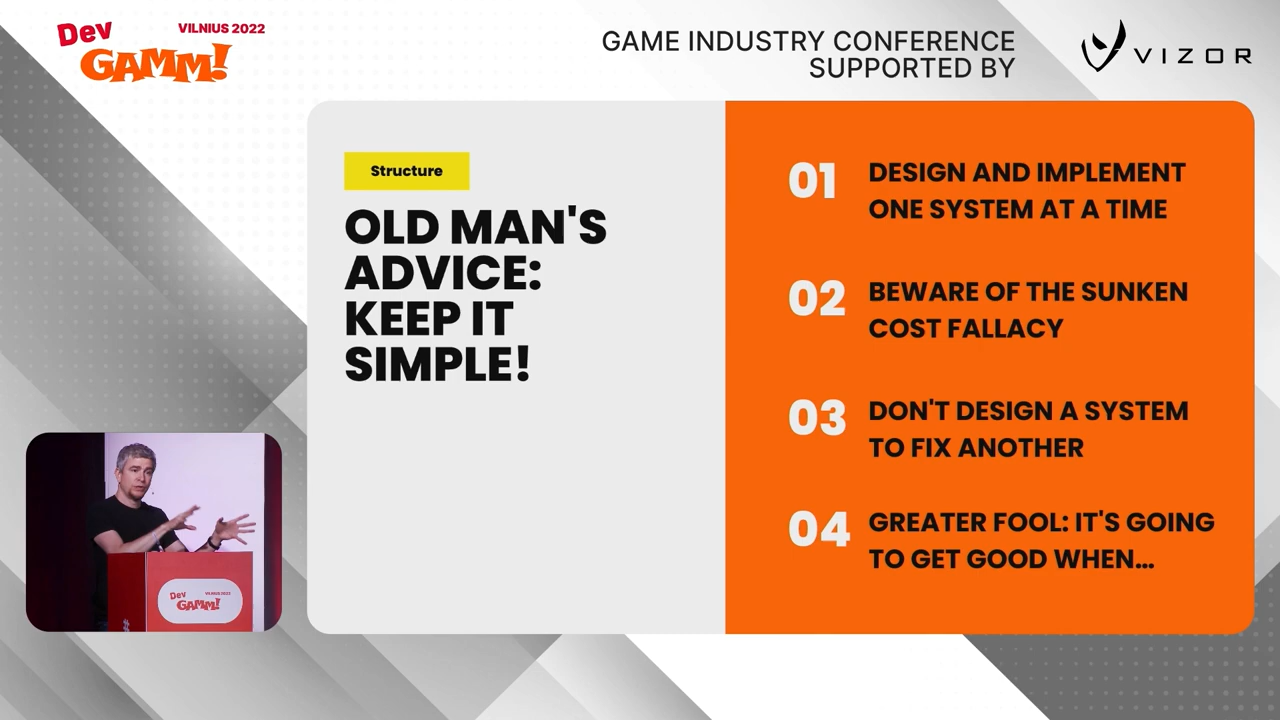 Dev
GAMM!
VILNIUS 2022
GAME INDUSTRY CONFERENCE
SUPPORTED BY
VIZOR
Structure
OLD MAN'S
ADVICE:
KEEP IT
SIMPLE!
01 DESIGN AND IMPLEMENT
ONE SYSTEM AT A TIME
02 BEWARE OF THE SUNKEN
COST FALLACY
03 DON'T DESIGN A SYSTEM
TO FIX ANOTHER
04 GREATER FOOL: IT'S GOING
TO GET GOOD WHEN...
Dev
GAMM!
VILNIUS 2022